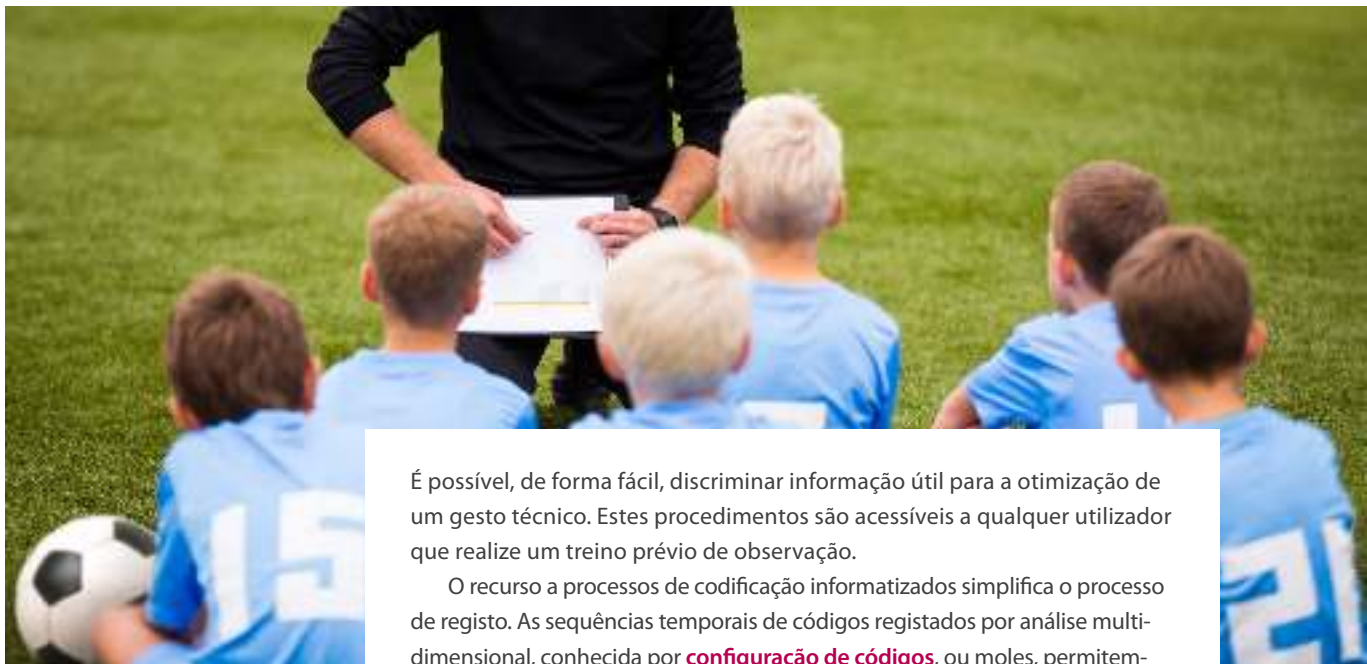 É possível, de forma fácil, discriminar informação útil para a otimização de
um gesto técnico. Estes procedimentos são acessíveis a qualquer utilizador
que realize um treino prévio de observação.
O recurso a processos de codificação informatizados simplifica o processo
de registo. As sequências temporais de códigos registados por análise multi-
dimensional, conhecida por configuração de códigos, ou moles, permitem-
15
21